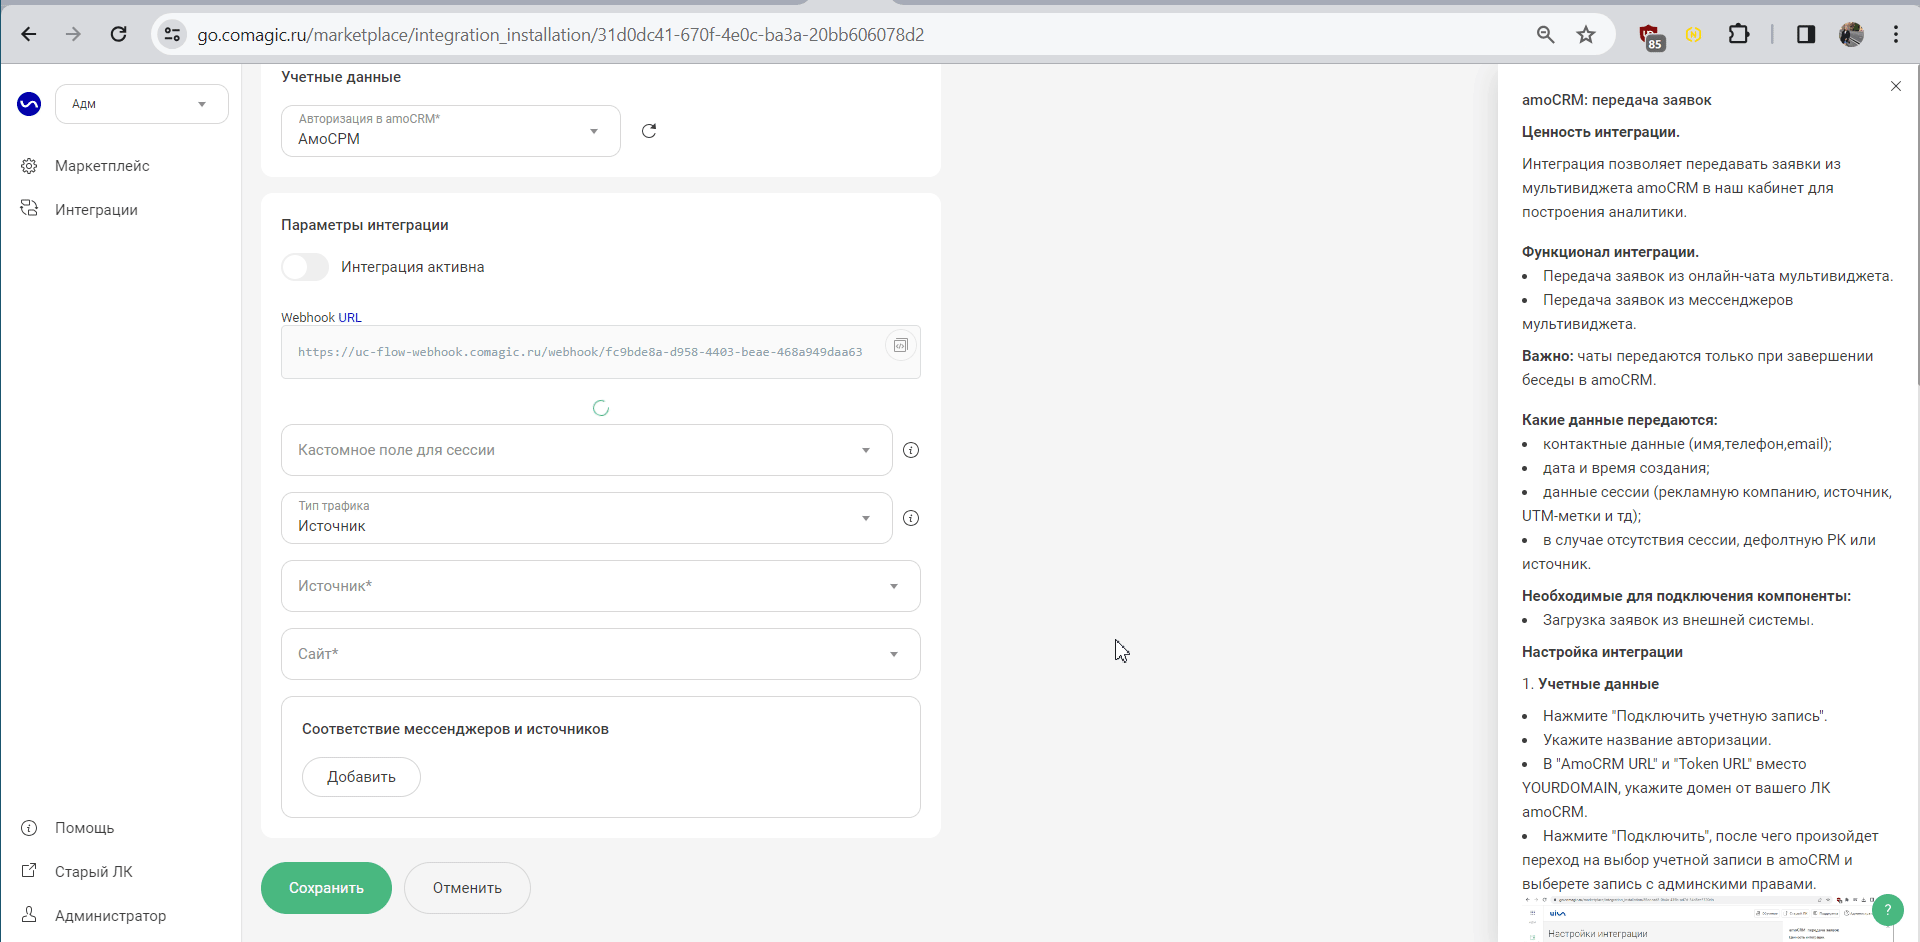 go.comagic.ru/marketplace/integration_installation/31d0dc41-670f-4e0c-ba3a-20bb606078d2
85
Адм
Маркетплейс
Интеграции
Помощь
Старый ЛК
Администратор
Учетные данные
Авторизация в amoCRM*
АмоСРМ
Параметры интеграции
Интеграция активна
Webhook URL
https://uc-flow-webhook.comagic.ru/webhook/fc9bde8a-d958-4403-beae-468a949daa63
Кастомное поле для сессии
Тип трафика
Источник
Источник*
Сайт*
Соответствие мессенджеров и источников
Добавить
Сохранить
Отменить
amoCRM: передача заявок
Ценность интеграции.
Интеграция позволяет передавать заявки из
мультивиджета amoCRM в наш кабинет для
построения аналитики.
Функционал интеграции.
• Передача заявок из онлайн-чата мультивиджета.
• Передача заявок из мессенджеров
мультивиджета.
Важно: чаты передаются только при завершении
беседы в amoCRM.
Какие данные передаются:
• контактные данные (имя,телефон,email);
• дата и время создания;
• данные сессии (рекламную компанию, источник,
UTM-метки и тд);
• в случае отсутствия сессии, дефолтную РК или
источник.
Необходимые для подключения компоненты:
• Загрузка заявок из внешней системы.
Настройка интеграции
1. Учетные данные
• Нажмите "Подключить учетную запись".
• Укажите название авторизации.
• В "AmoCRM URL" и "Token URL" вместо
YOURDOMAIN, укажите домен от вашего ЛК
amoCRM.
• Нажмите "Подключить", после чего произойдет
переход на выбор учетной записи в amoCRM и
выберете запись с админскими правами.
Настройки интеграции
?